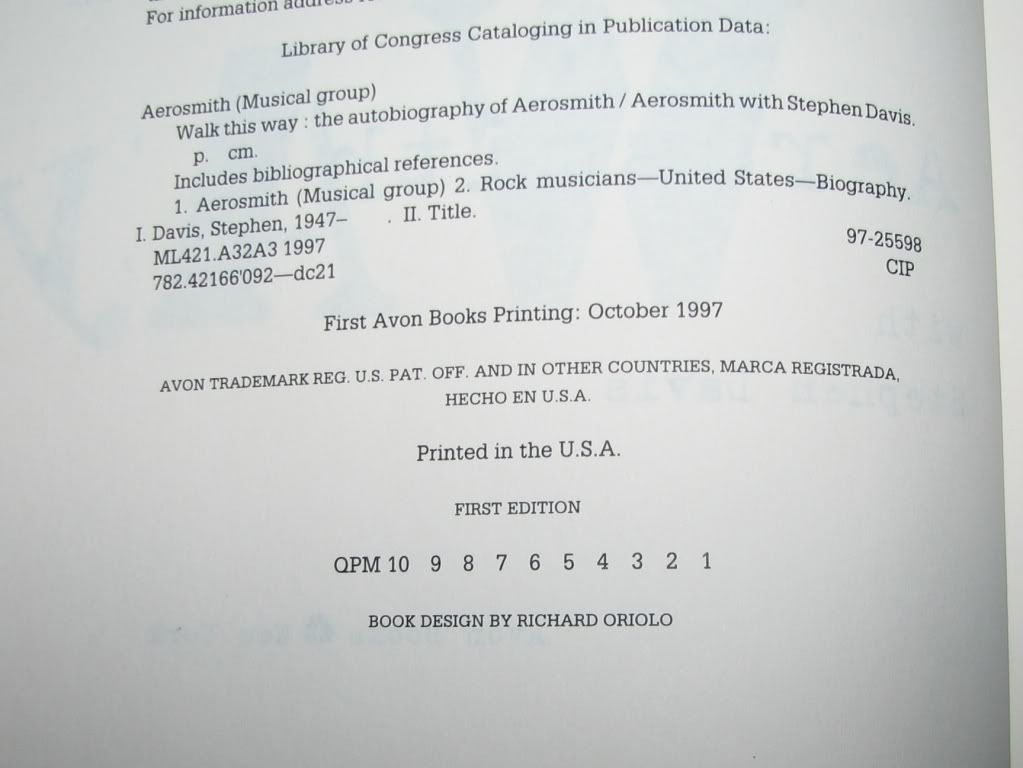 For information address
Library of Congress Cataloging in Publication Data:
Aerosmith (Musical group)
Walk this way : the autobiography of Aerosmith / Aerosmith with Stephen Davis.
p. cm.
Includes bibliographical references.
1. Aerosmith (Musical group) 2. Rock musicians—United States—Biography.
I. Davis, Stephen, 1947– . II. Title.
ML421.A32A3 1997 97-25598
782.42166'092—dc21 CIP
First Avon Books Printing: October 1997
AVON TRADEMARK REG. U.S. PAT. OFF. AND IN OTHER COUNTRIES, MARCA REGISTRADA,
HECHO EN U.S.A.
Printed in the U.S.A.
FIRST EDITION
QPM 10 9 8 7 6 5 4 3 2 1
BOOK DESIGN BY RICHARD ORIOLO